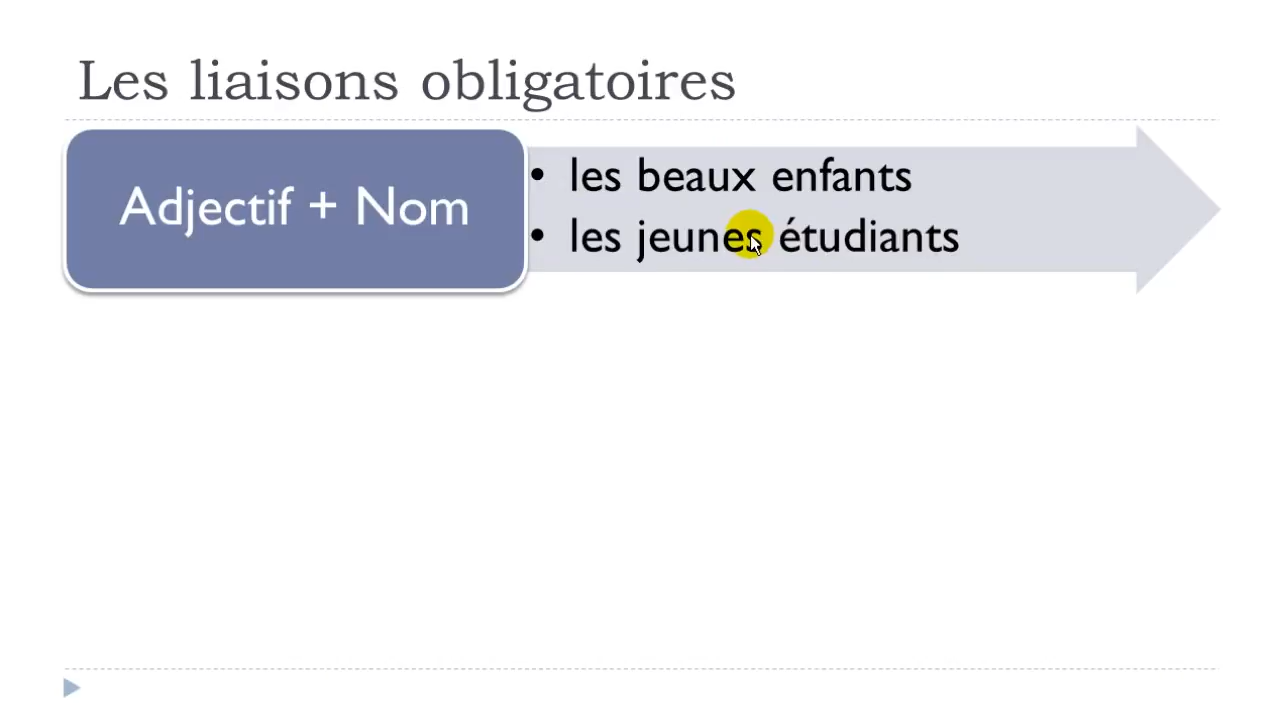 Les liaisons obligatoires
Adjectif + Nom
• les beaux enfants
• les jeunes étudiants